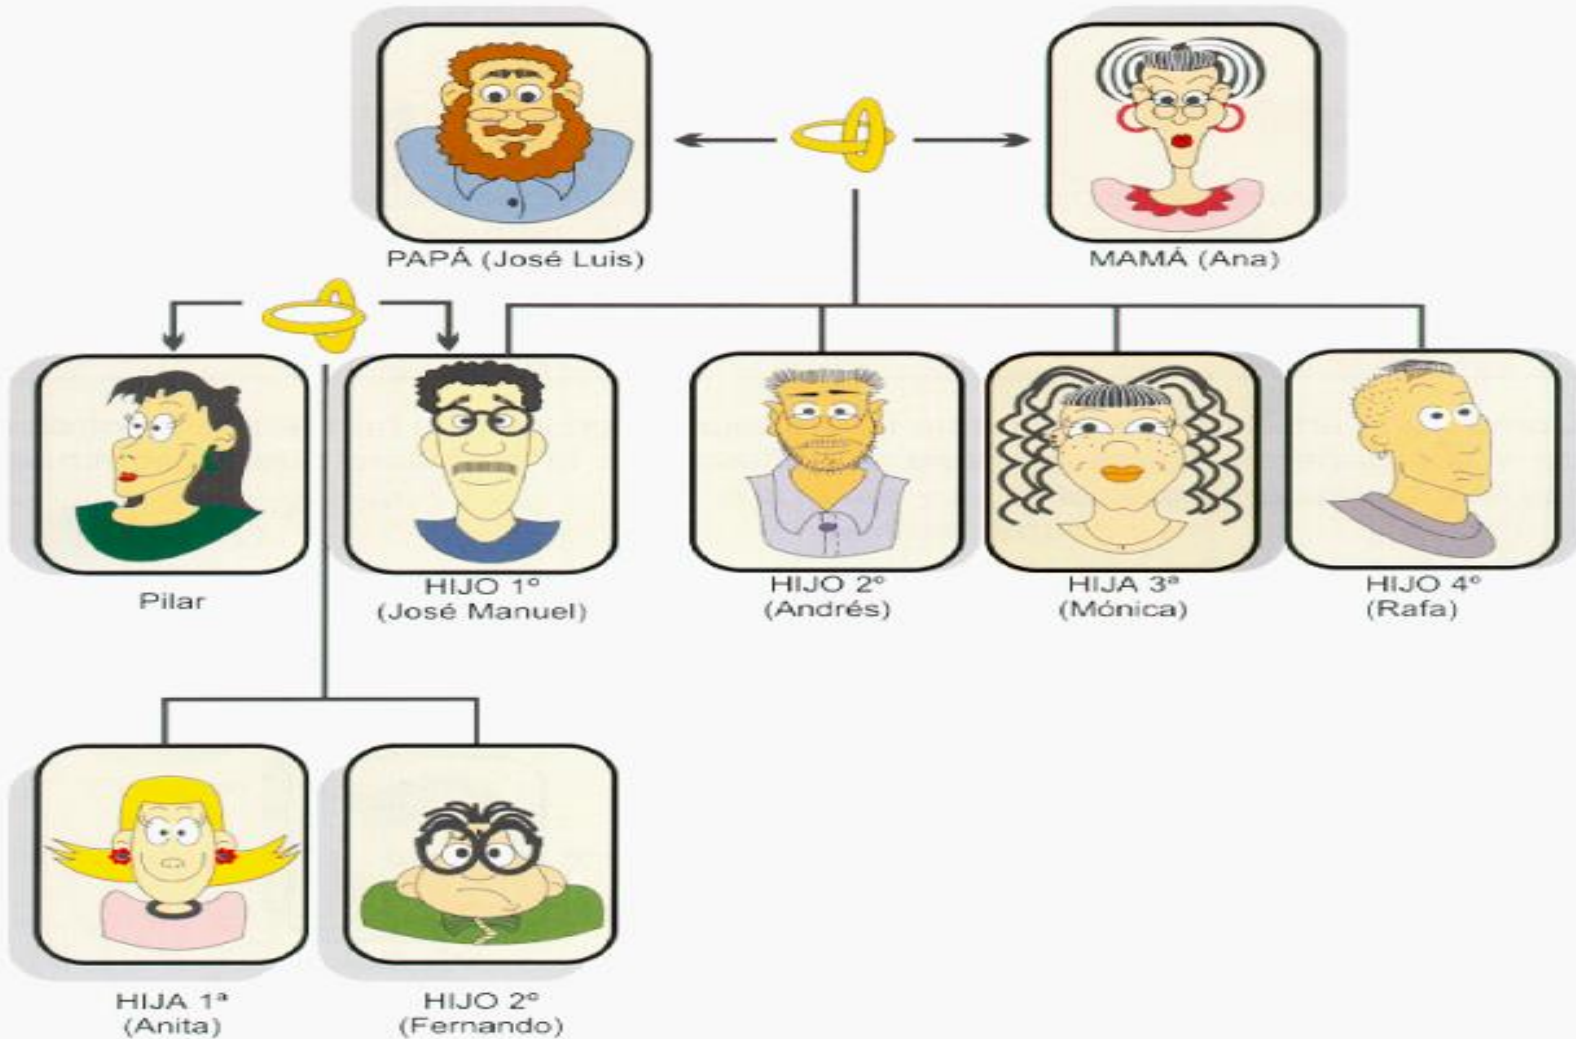 PAPÁ (José Luis)
MAMÁ (Ana)
Pilar
HIJO 1º
(José Manuel)
HIJO 2º
(Andrés)
HIJA 3ª
(Mónica)
HIJO 4º
(Rafa)
HIJA 1ª
(Anita)
HIJO 2º
(Fernando)